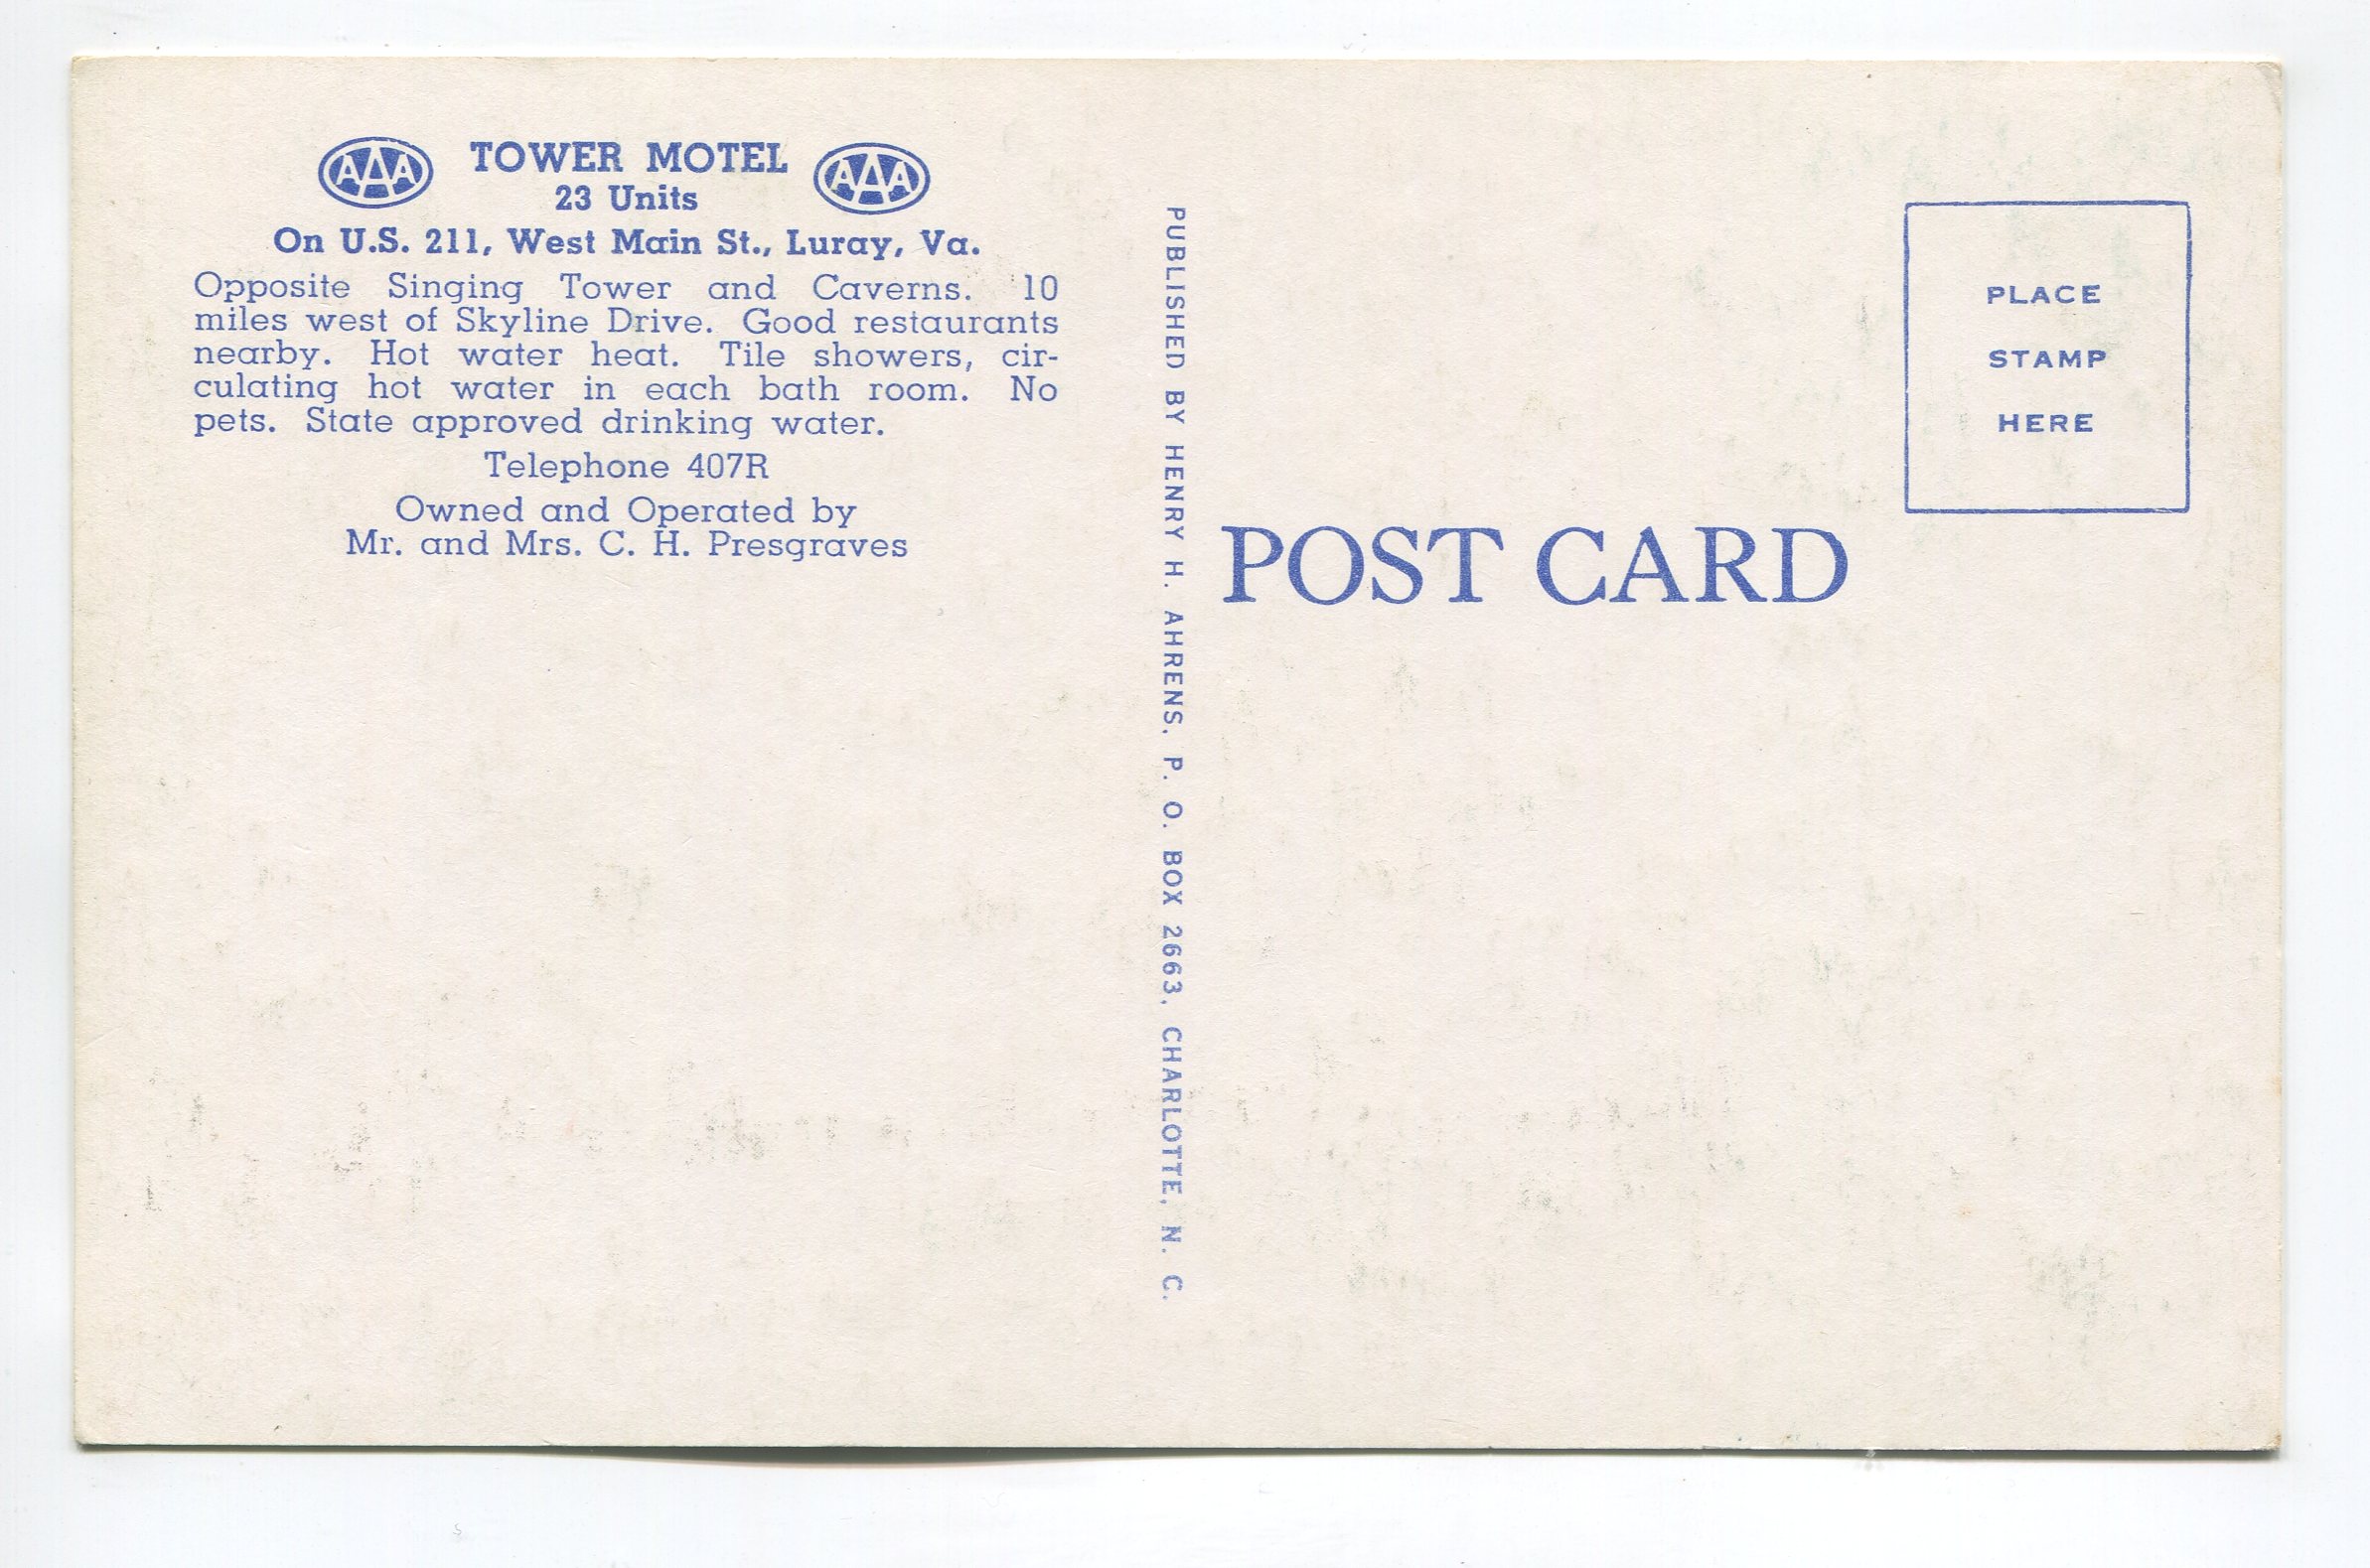 AAA TOWER MOTEL AAA
23 Units
On U.S. 211, West Main St., Luray, Va.
Opposite Singing Tower and Caverns. 10
miles west of Skyline Drive. Good restaurants
nearby. Hot water heat. Tile showers, cir-
culating hot water in each bath room. No
pets. State approved drinking water.
Telephone 407R
Owned and Operated by
Mr. and Mrs. C. H. Presgraves
PUBLISHED BY HENRY H. AHRENS, P. O. BOX 2663, CHARLOTTE, N. C.
PLACE
STAMP
HERE
POST CARD